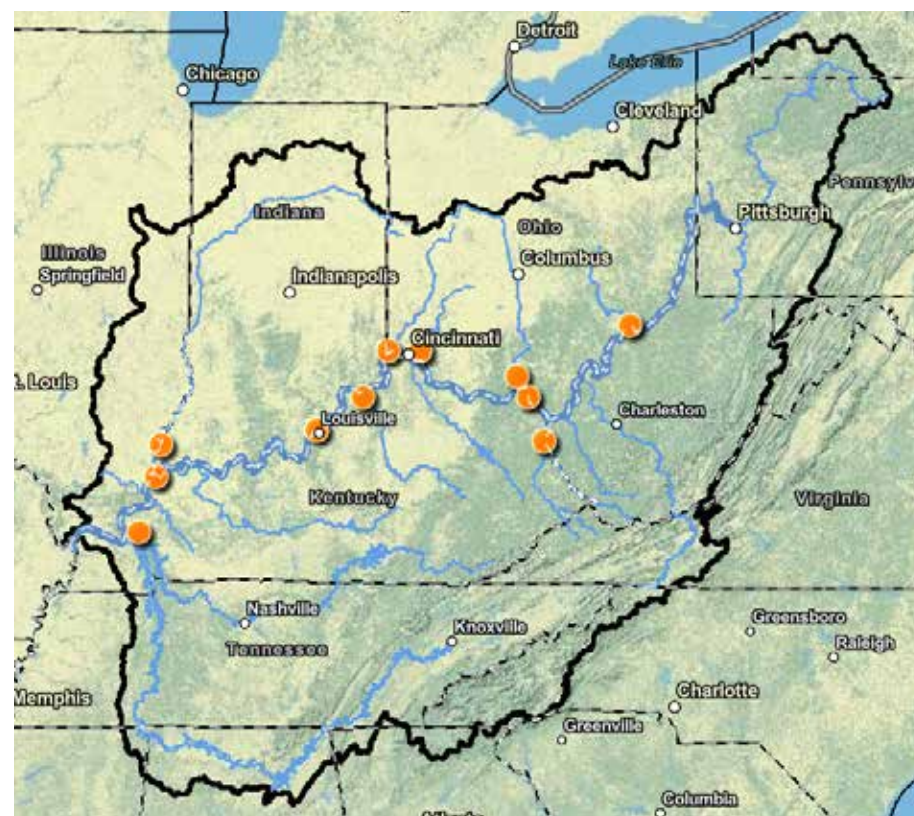 Detroit
Lake Erie
Chicago
Cleveland
Pennsylv
Indiana
Pittsburgh
Ohio
Illinois
Springfield
Columbus
Indianapolis
Cincinnati
t. Louis
Louisville
Charleston
Kentucky
Virginia
Nashville
Greensboro
Knoxville
Tennessee
Raleigh
Memphis
Charlotte
Greenville
Columbia